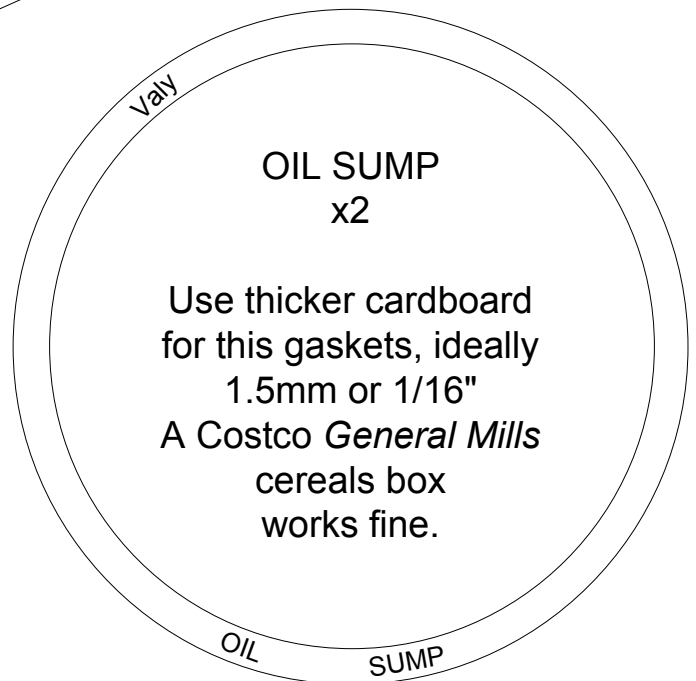 Valy
OIL SUMP
x2
Use thicker cardboard
for this gaskets, ideally
1.5mm or 1/16"
A Costco General Mills
cereals box
works fine.
OIL SUMP